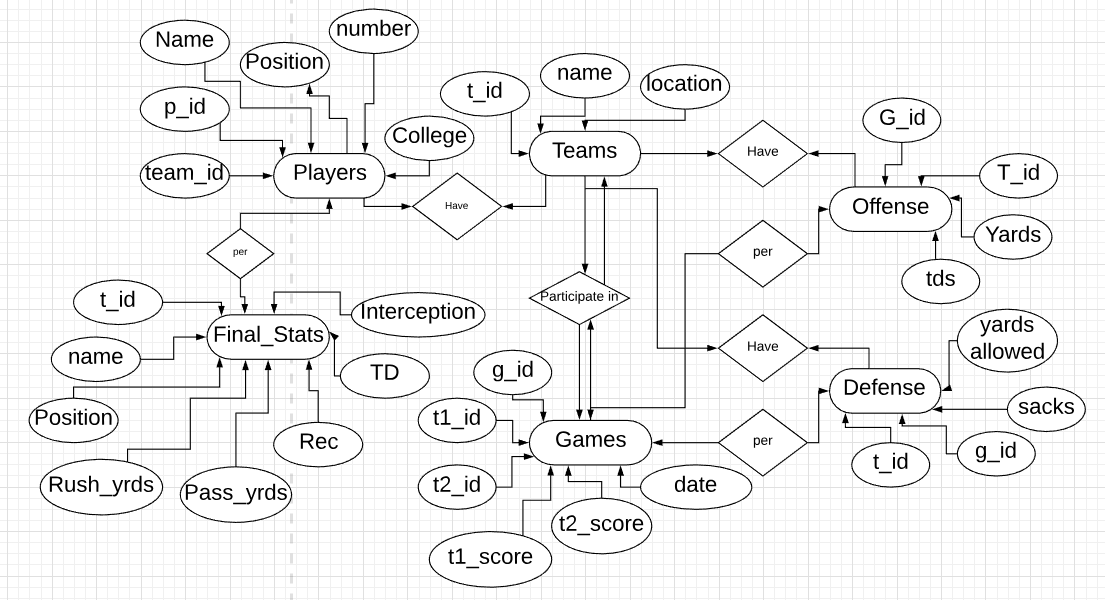 number
Name
Position
name
t_id
location
p_id
G_id
College
Teams
Have
team_id
Players
T_id
Have
Offense
Yards
per
per
tds
t_id
Participate in
Interception
Final_Stats
yards
allowed
name
Have
g_id
TD
Defense
Position
t1_id
sacks
Rec
Games
per
g_id
t_id
Rush_yrds
Pass_yrds
t2_id
date
t2_score
t1_score